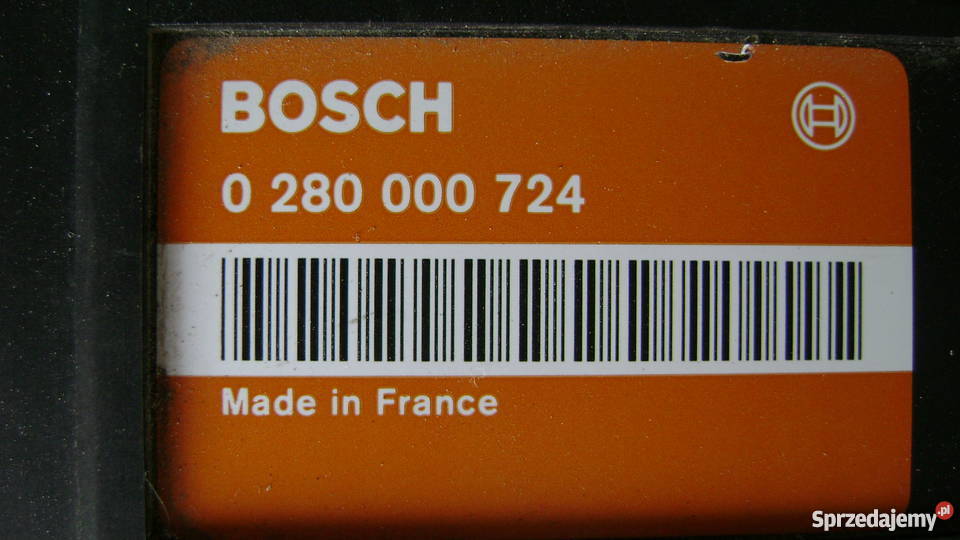 BOSCH
0 280 000 724
Made in France
Sprzedajemy.pl